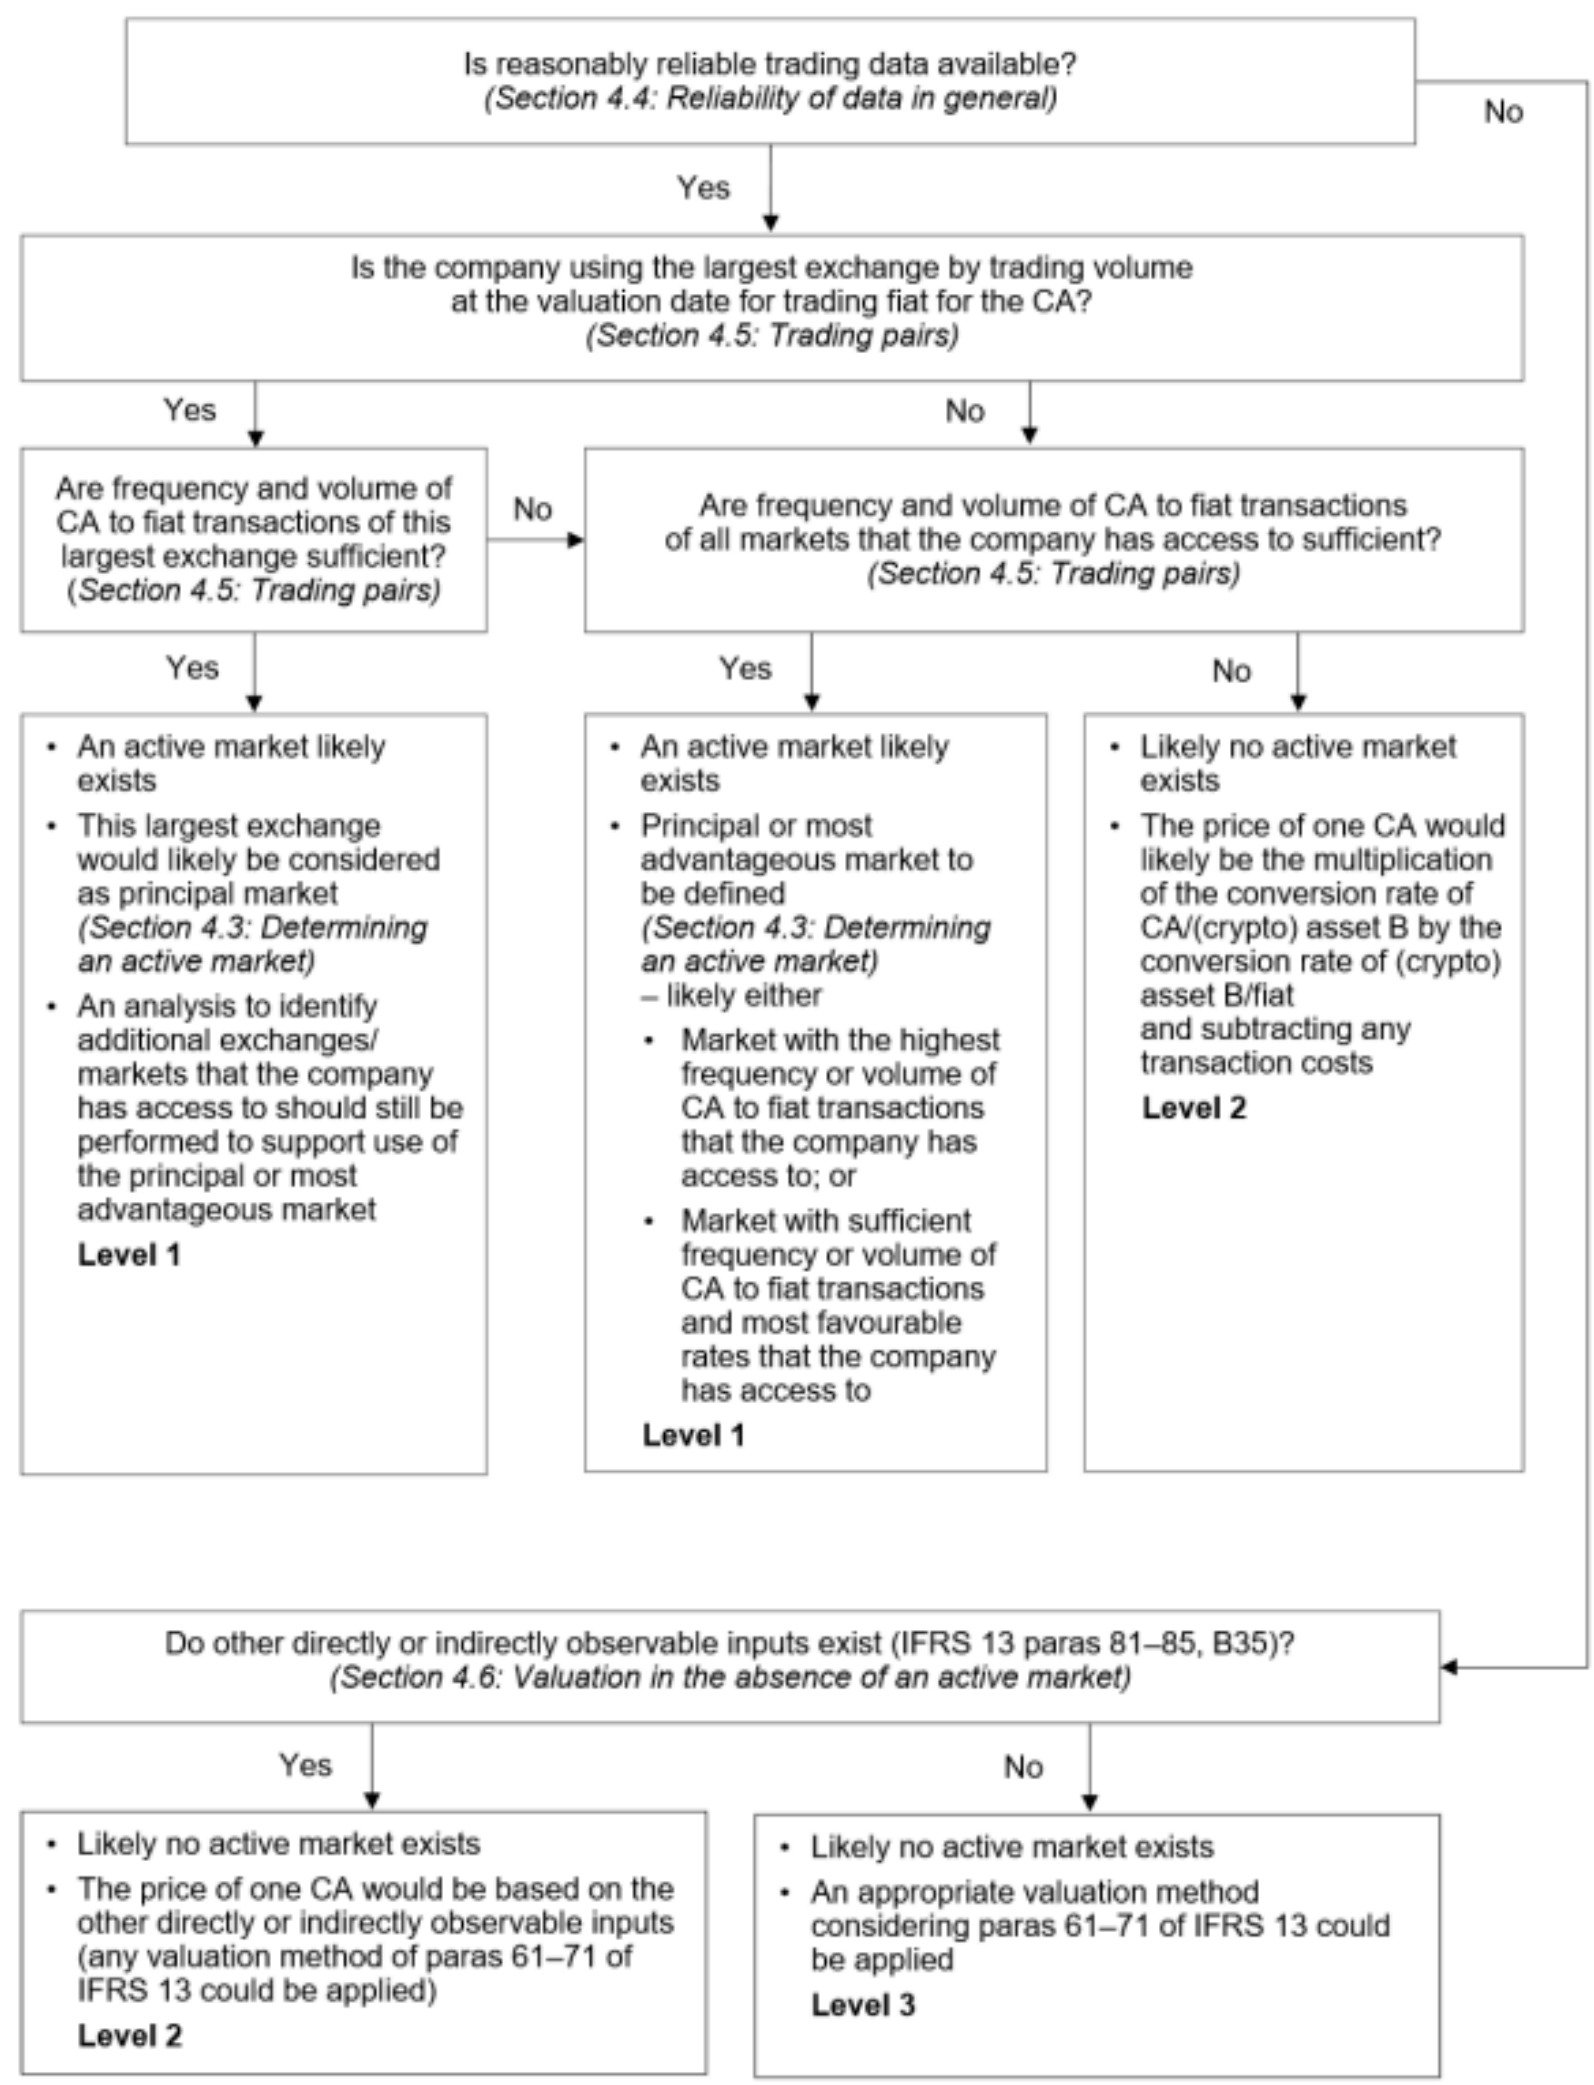 Is reasonably reliable trading data available?
(Section 4.4: Reliability of data in general)
No
Yes
Is the company using the largest exchange by trading volume
at the valuation date for trading fiat for the CA?
(Section 4.5: Trading pairs)
Yes
No
Are frequency and volume of
CA to fiat transactions of this
largest exchange sufficient?
(Section 4.5: Trading pairs)
No
Are frequency and volume of CA to fiat transactions
of all markets that the company has access to sufficient?
(Section 4.5: Trading pairs)
Yes
Yes
No
• An active market likely
exists
• This largest exchange
would likely be considered
as principal market
(Section 4.3: Determining
an active market)
• An analysis to identify
additional exchanges/
markets that the company
has access to should still be
performed to support use of
the principal or most
advantageous market
Level 1
• An active market likely
exists
• Principal or most
advantageous market to
be defined
(Section 4.3: Determining
an active market)
– likely either
• Market with the highest
frequency or volume of
CA to fiat transactions
that the company has
access to; or
• Market with sufficient
frequency or volume of
CA to fiat transactions
and most favourable
rates that the company
has access to
Level 1
• Likely no active market
exists
• The price of one CA would
likely be the multiplication
of the conversion rate of
CA/(crypto) asset B by the
conversion rate of (crypto)
asset B/fiat
and subtracting any
transaction costs
Level 2
Do other directly or indirectly observable inputs exist (IFRS 13 paras 81–85, B35)?
(Section 4.6: Valuation in the absence of an active market)
Yes
No
• Likely no active market exists
• The price of one CA would be based on the
other directly or indirectly observable inputs
(any valuation method of paras 61–71 of
IFRS 13 could be applied)
Level 2
• Likely no active market exists
• An appropriate valuation method
considering paras 61–71 of IFRS 13 could
be applied
Level 3